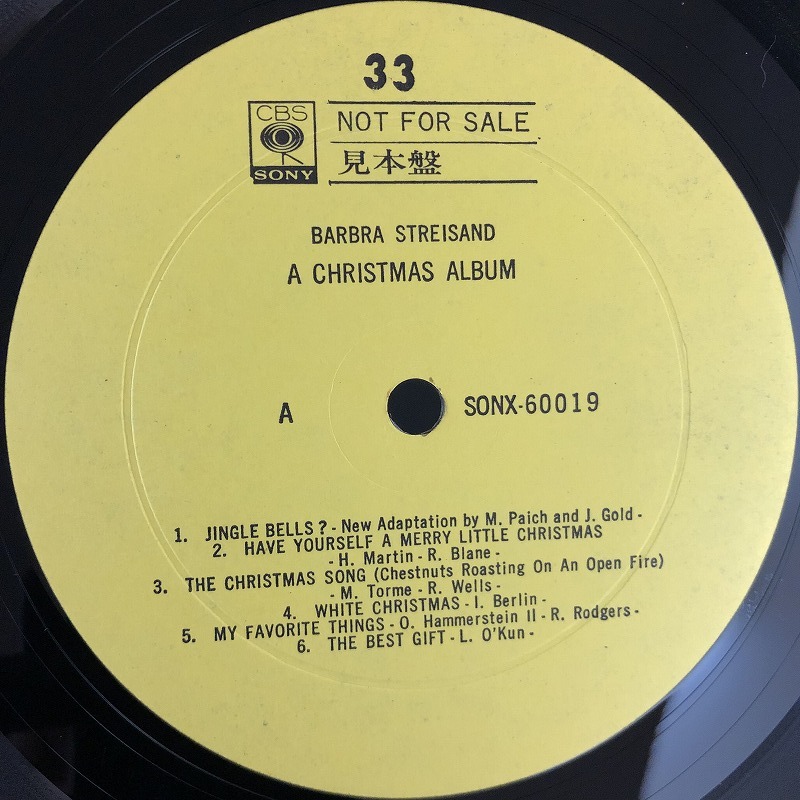 33
CBS
SONY
NOT FOR SALE
見本盤
BARBRA STREISAND
A CHRISTMAS ALBUM
A
SONX-60019
1. JINGLE BELLS? - New Adaptation by M. Paich and J. Gold -
2. HAVE YOURSELF A MERRY LITTLE CHRISTMAS
- H. Martin - R. Blane -
3. THE CHRISTMAS SONG (Chestnuts Roasting On An Open Fire)
- M. Torme - R. Wells -
4. WHITE CHRISTMAS - I. Berlin -
5. MY FAVORITE THINGS - O. Hammerstein II - R. Rodgers -
6. THE BEST GIFT - L. O'Kun -